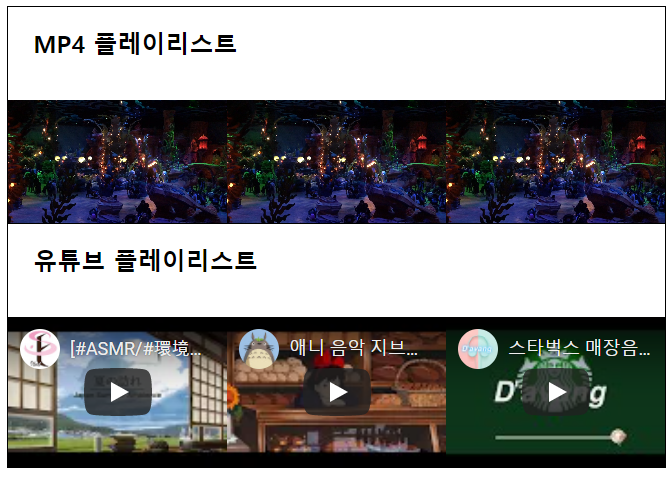 MP4 플레이리스트
유튜브 플레이리스트
[#ASMR/#環境...
애니 음악 지브...
스타벅스 매장음...
D'ayang